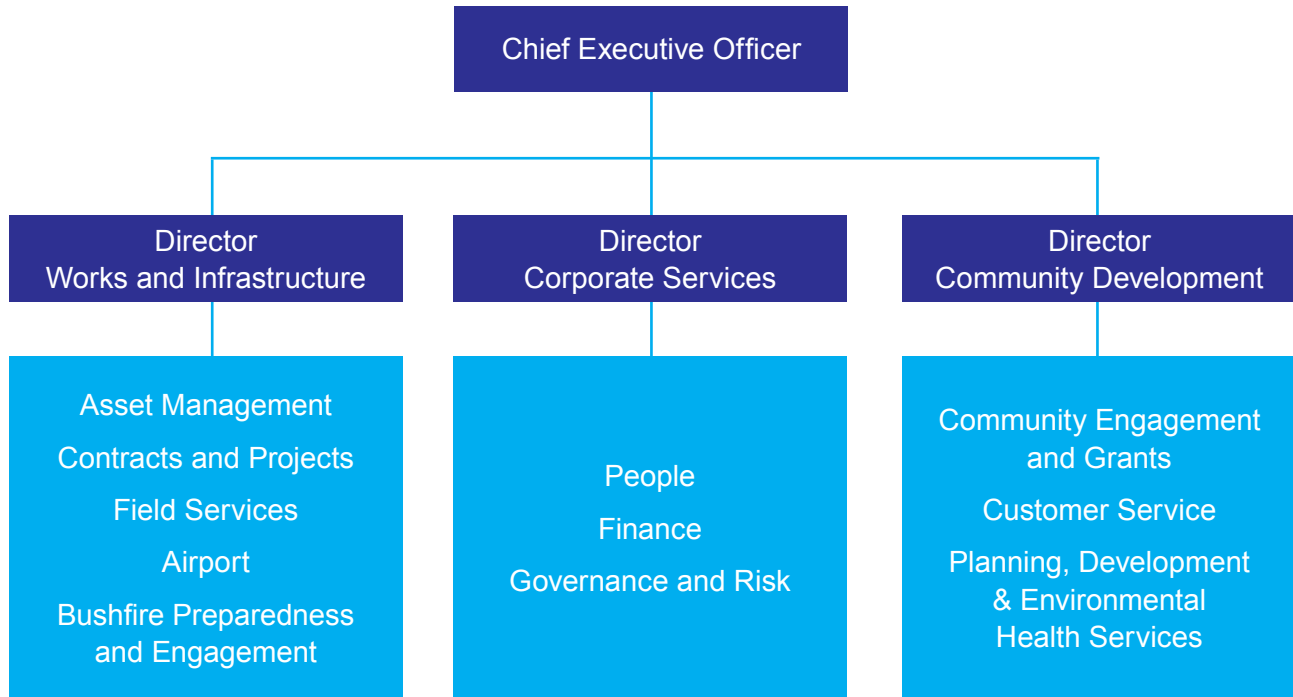 Chief Executive Officer
Director
Works and Infrastructure
Director
Corporate Services
Director
Community Development
Asset Management
Contracts and Projects
Field Services
Airport
Bushfire Preparedness
and Engagement
People
Finance
Governance and Risk
Community Engagement
and Grants
Customer Service
Planning, Development
& Environmental
Health Services